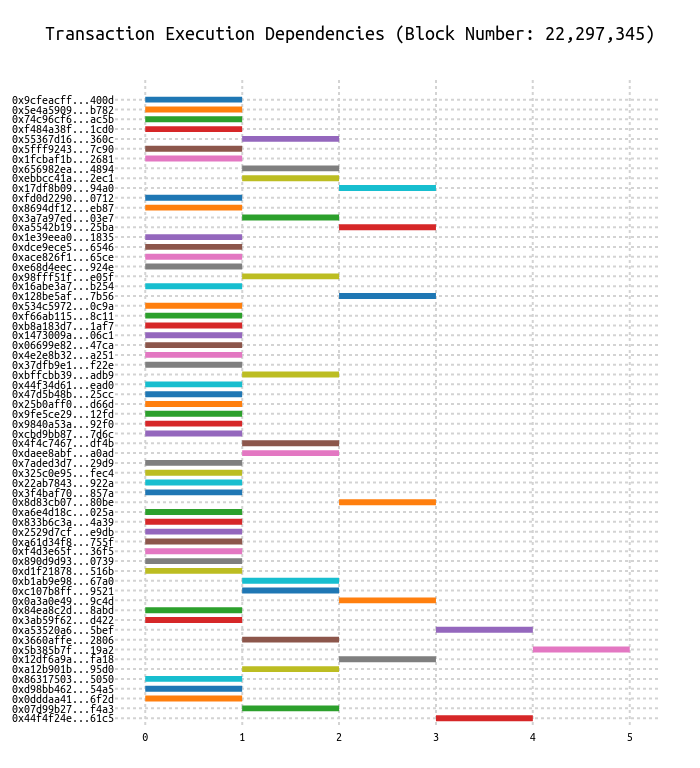 Transaction Execution Dependencies (Block Number: 22,297,345)
0x9cfeacff...400d
0x5e4a5909...b782
0x74c96cf6...ac5b
0xf484a38f...1cd0
0x55367d16...360c
0x5fff9243...7c90
0x1fcbaf1b...2681
0x656982ea...4894
0xebbcc41a...2ec1
0x17df8b09...94a0
0xfd0d2290...0712
0x8694df12...eb87
0x3a7a97ed...03e7
0xa5542b19...25ba
0x1e39eea0...1835
0xdce9ece5...6546
0xace826f1...65ce
0xe68d4eec...924e
0x98fff51f...e05f
0x16abe3a7...b254
0x128be5af...7b56
0x534c5972...0c9a
0xf66ab115...8c11
0xb8a183d7...1af7
0x1473009a...06c1
0x06699e82...47ca
0x4e2e8b32...a251
0x37dfb9e1...f22e
0xbffcbb39...adb9
0x44f34d61...ead0
0x47d5b48b...25cc
0x25b0aff0...d66d
0x9fe5ce29...12fd
0x9840a53a...92f0
0xcbd9bb87...7d6c
0x4f4c7467...df4b
0xdaee8abf...a0ad
0x7aded3d7...29d9
0x325c0e95...fec4
0x22ab7843...922a
0x3f4baf70...857a
0x8d83cb07...80be
0xa6e4d18c...025a
0x833b6c3a...4a39
0x2529d7cf...e9db
0xa61d34f8...755f
0xf4d3e65f...36f5
0x890d9d93...0739
0xd1f21878...516b
0xb1ab9e98...67a0
0xc107b8ff...9521
0x0a3a0e49...9c4d
0x84ea8c2d...8abd
0x3ab59f62...d422
0xa53520a6...5bef
0x3660affe...2806
0x5b385b7f...19a2
0x12df6a9a...fa18
0xa12b901b...95d0
0x86317503...5050
0xd98bb462...54a5
0x0dddaa41...6f2d
0x07d99b27...f4a3
0x44f4f24e...61c5
0 1 2 3 4 5